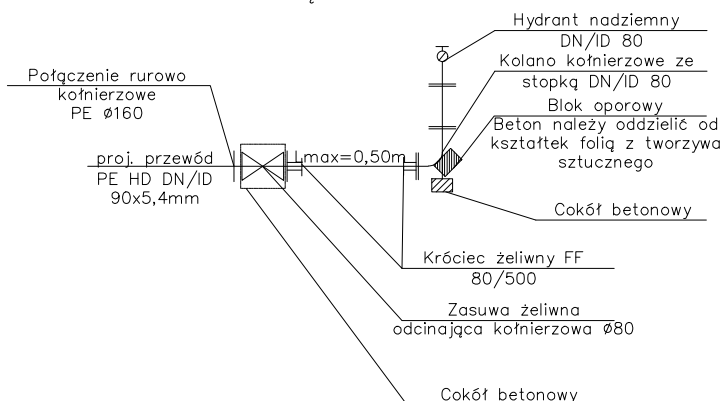 Hydrant nadziemny
DN/ID 80
Kolano kołnierzowe ze
stopką DN/ID 80
Blok oporowy
Beton należy oddzielić od
kształtek folią z tworzywa
sztucznego
Połączenie rurowo
kołnierzowe
PE Ø160
proj. przewód
PE HD DN/ID
90x5,4mm
Lmax=0,50m
Cokół betonowy
Króciec żeliwny FF
80/500
Zasuwa żeliwna
odcinająca kołnierzowa Ø80
Cokół betonowy